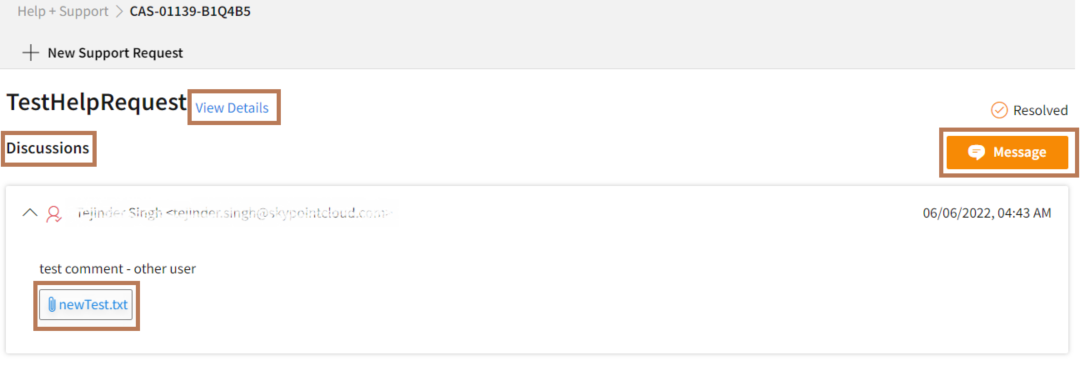 Help + Support > CAS-01139-B1Q4B5
+ New Support Request
TestHelpRequest View Details
Resolved
Discussions
Message
Tejinder Singh <tejinder.singh@skypointcloud.com> 06/06/2022, 04:43 AM
test comment - other user
newTest.txt